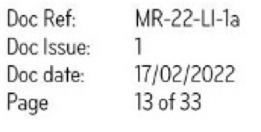 Doc Ref: MR-22-LI-1a
Doc Issue: 1
Doc date: 17/02/2022
Page 13 of 33